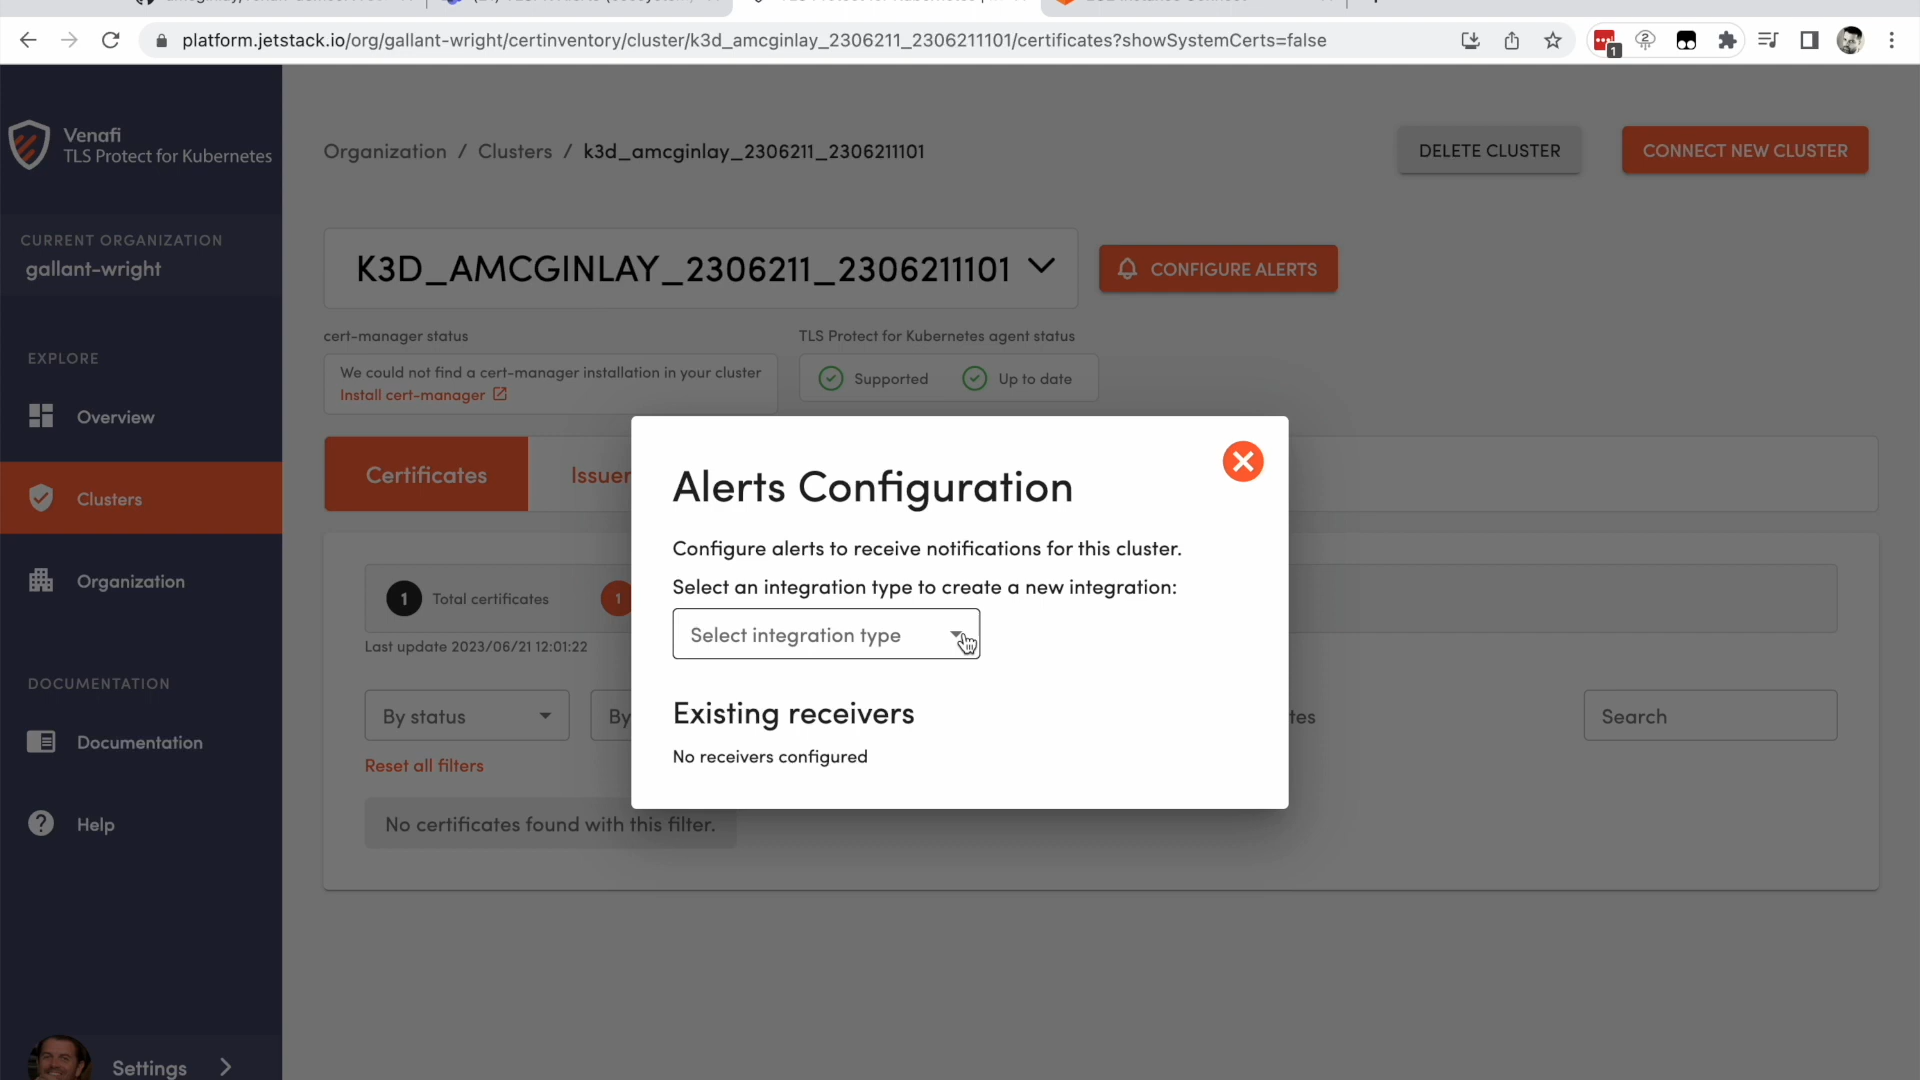 platform.jetstack.io/org/gallant-wright/certinventory/cluster/k3d_amcginlay_2306211_2306211101/certificates?showSystemCerts=false
1
2
Venafi
TLS Protect for Kubernetes
CURRENT ORGANIZATION
gallant-wright
EXPLORE
Overview
Clusters
Organization
DOCUMENTATION
Documentation
Help
Settings
Organization / Clusters / k3d_amcginlay_2306211_2306211101
DELETE CLUSTER
CONNECT NEW CLUSTER
K3D_AMCGINLAY_2306211_2306211101
CONFIGURE ALERTS
cert-manager status
We could not find a cert-manager installation in your cluster
Install cert-manager
TLS Protect for Kubernetes agent status
Supported
Up to date
Certificates
Issuer
1 Total certificates
1
Last update 2023/06/21 12:01:22
By status
By
tes
Search
Reset all filters
No certificates found with this filter.
Alerts Configuration
Configure alerts to receive notifications for this cluster.
Select an integration type to create a new integration:
Select integration type
Existing receivers
No receivers configured